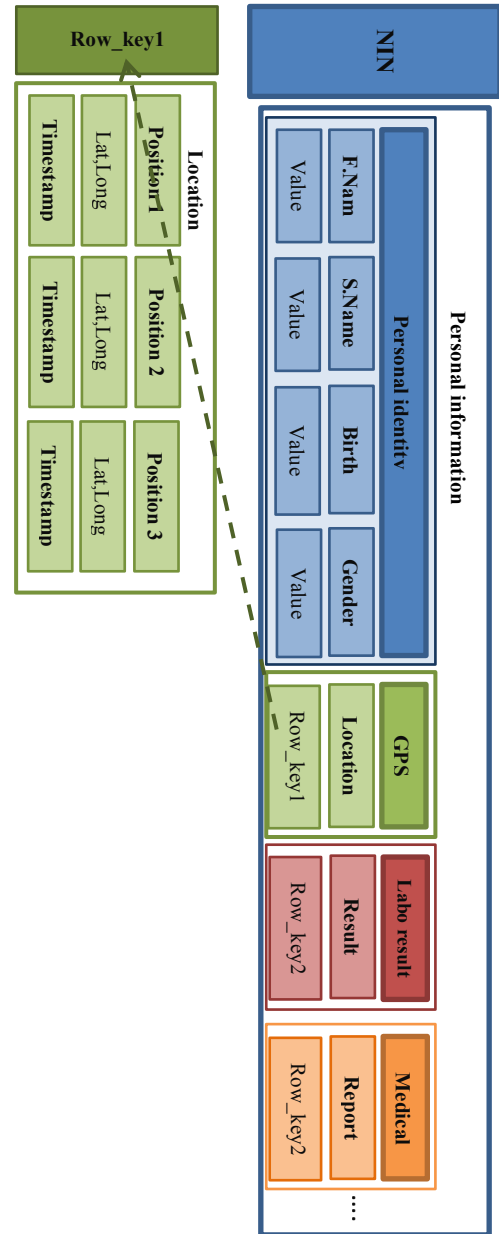 NIN
Personal information
Personal identity
F.Nam
S.Name
Birth
Gender
Value
Value
Value
Value
GPS
Location
Row_key1
Labo result
Result
Row_key2
Medical
Report
Row_key2
....
Row_key1
Location
Position 1
Position 2
Position 3
Lat,Long
Lat,Long
Lat,Long
Timestamp
Timestamp
Timestamp